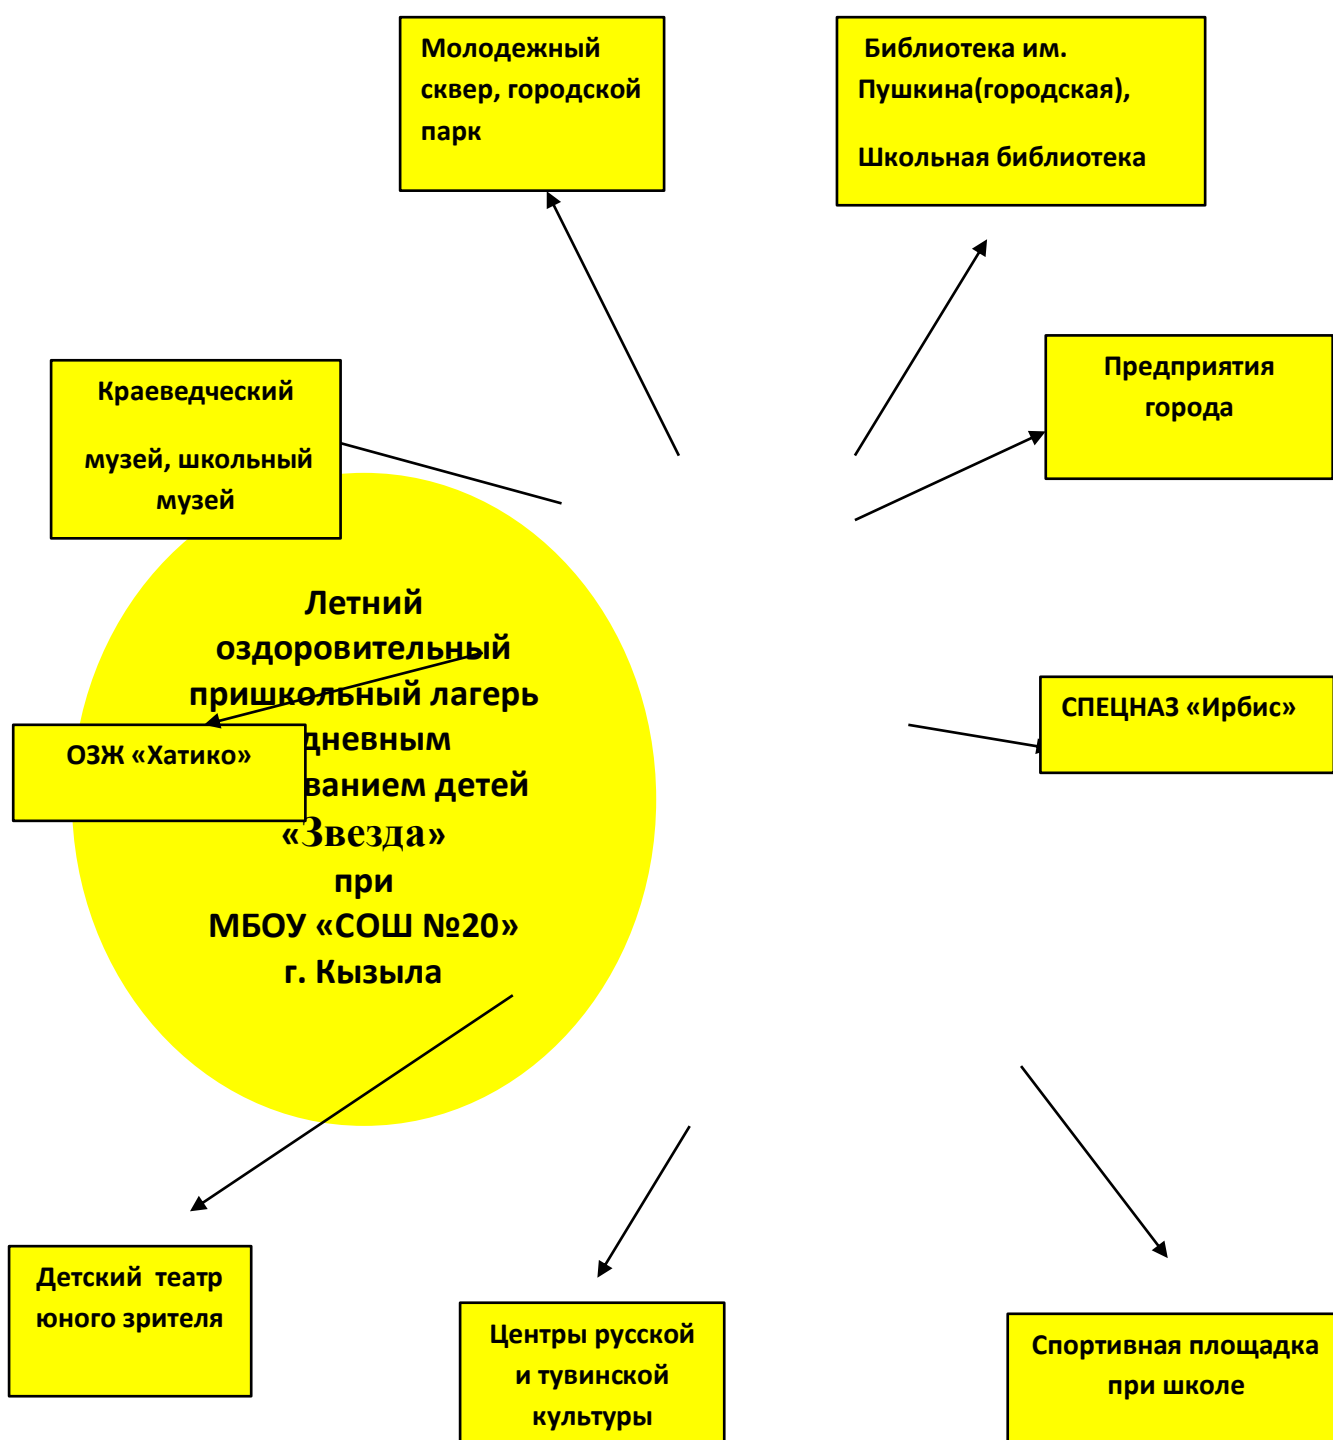 Молодежный
сквер, городской
парк
Библиотека им.
Пушкина(городская),
Школьная библиотека
Предприятия
города
Краеведческий
музей, школьный
музей
Летний
оздоровительный
пришкольный лагерь
дневным
ванием детей
«Звезда»
при
МБОУ «СОШ №20»
г. Кызыла
ОЗЖ «Хатико»
СПЕЦНАЗ «Ирбис»
Детский театр
юного зрителя
Центры русской
и тувинской
культуры
Спортивная площадка
при школе